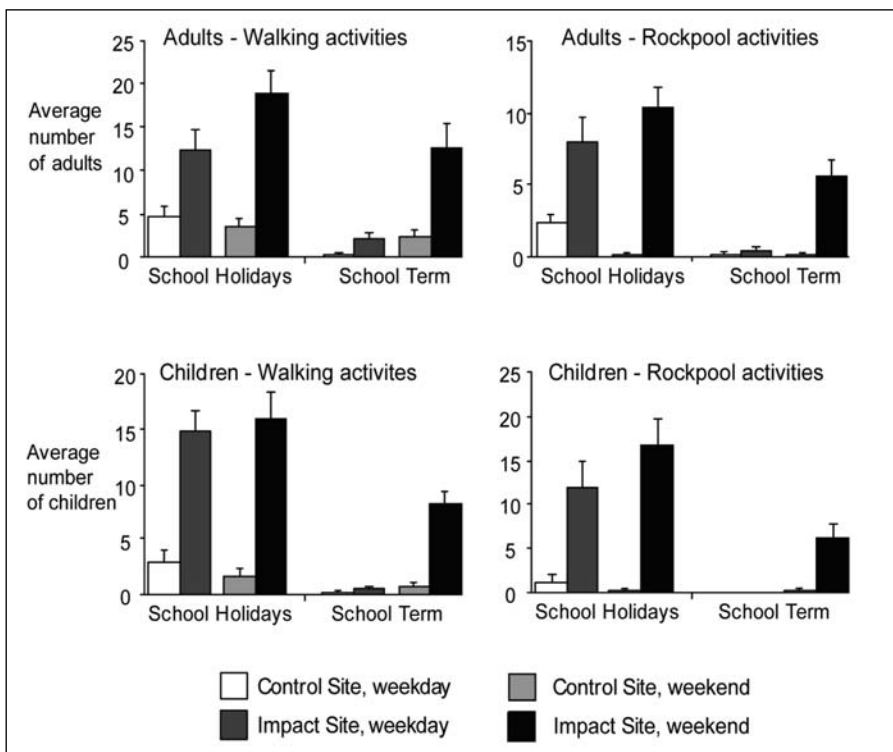 Adults - Walking activities
Average
number
of adults
25
20
15
10
5
0
School Holidays
School Term
Adults - Rockpool activities
15
10
5
0
School Holidays
School Term
Children - Walking activites
Average
number
of children
20
15
10
5
0
School Holidays
School Term
Children - Rockpool activities
25
20
15
10
5
0
School Holidays
School Term
Control Site, weekday
Control Site, weekend
Impact Site, weekday
Impact Site, weekend